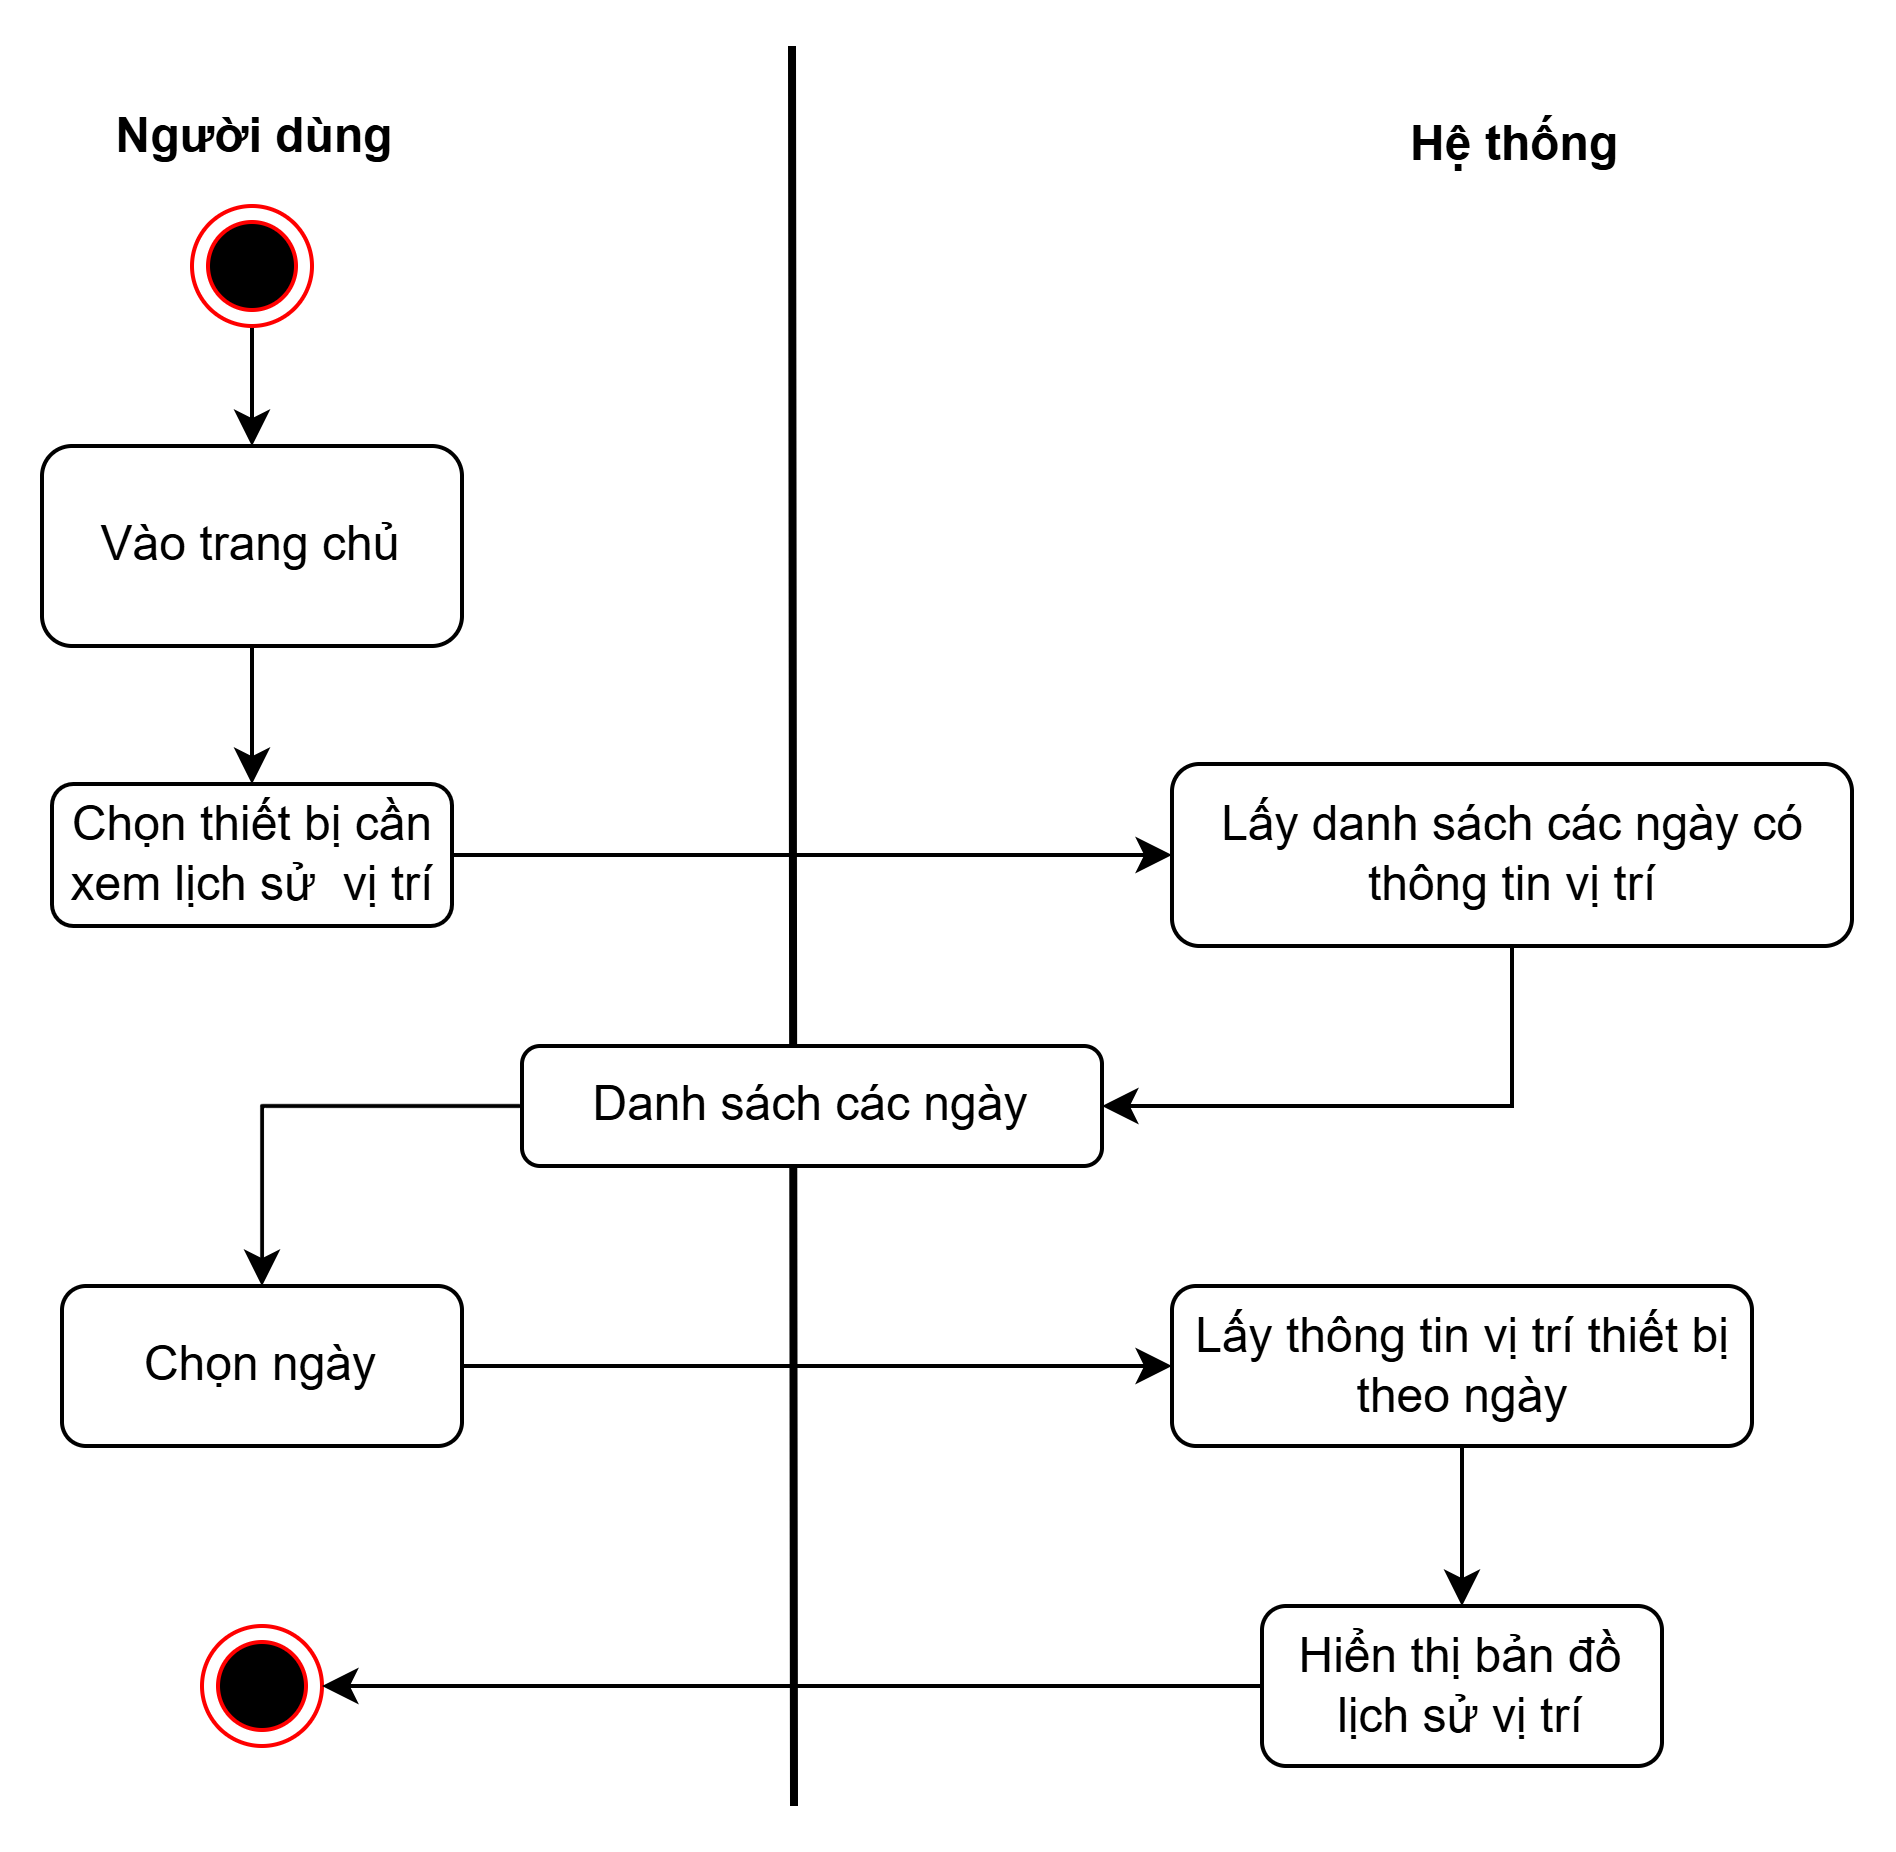 Người dùng
Hệ thống
Vào trang chủ
Chọn thiết bị cần
xem lịch sử  vị trí
Lấy danh sách các ngày có
thông tin vị trí
Danh sách các ngày
Chọn ngày
Lấy thông tin vị trí thiết bị
theo ngày
Hiển thị bản đồ
lịch sử vị trí